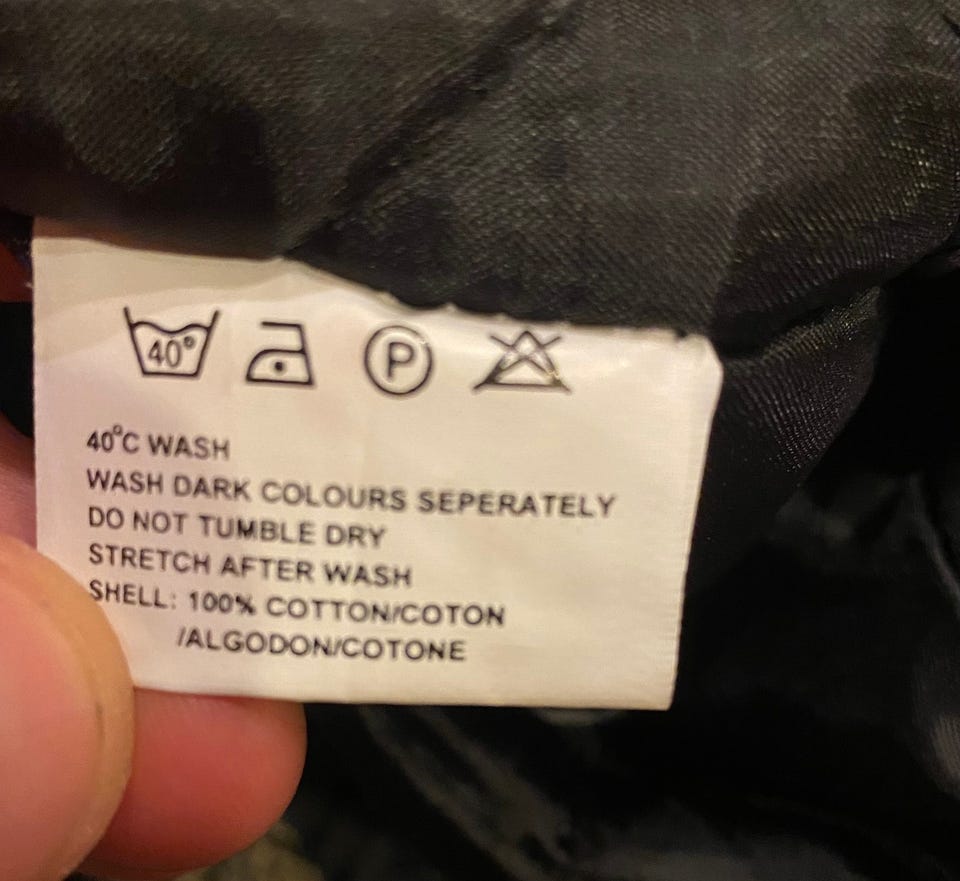 40°
P
40°C WASH
WASH DARK COLOURS SEPERATELY
DO NOT TUMBLE DRY
STRETCH AFTER WASH
SHELL: 100% COTTON/COTON
/ALGODON/COTONE